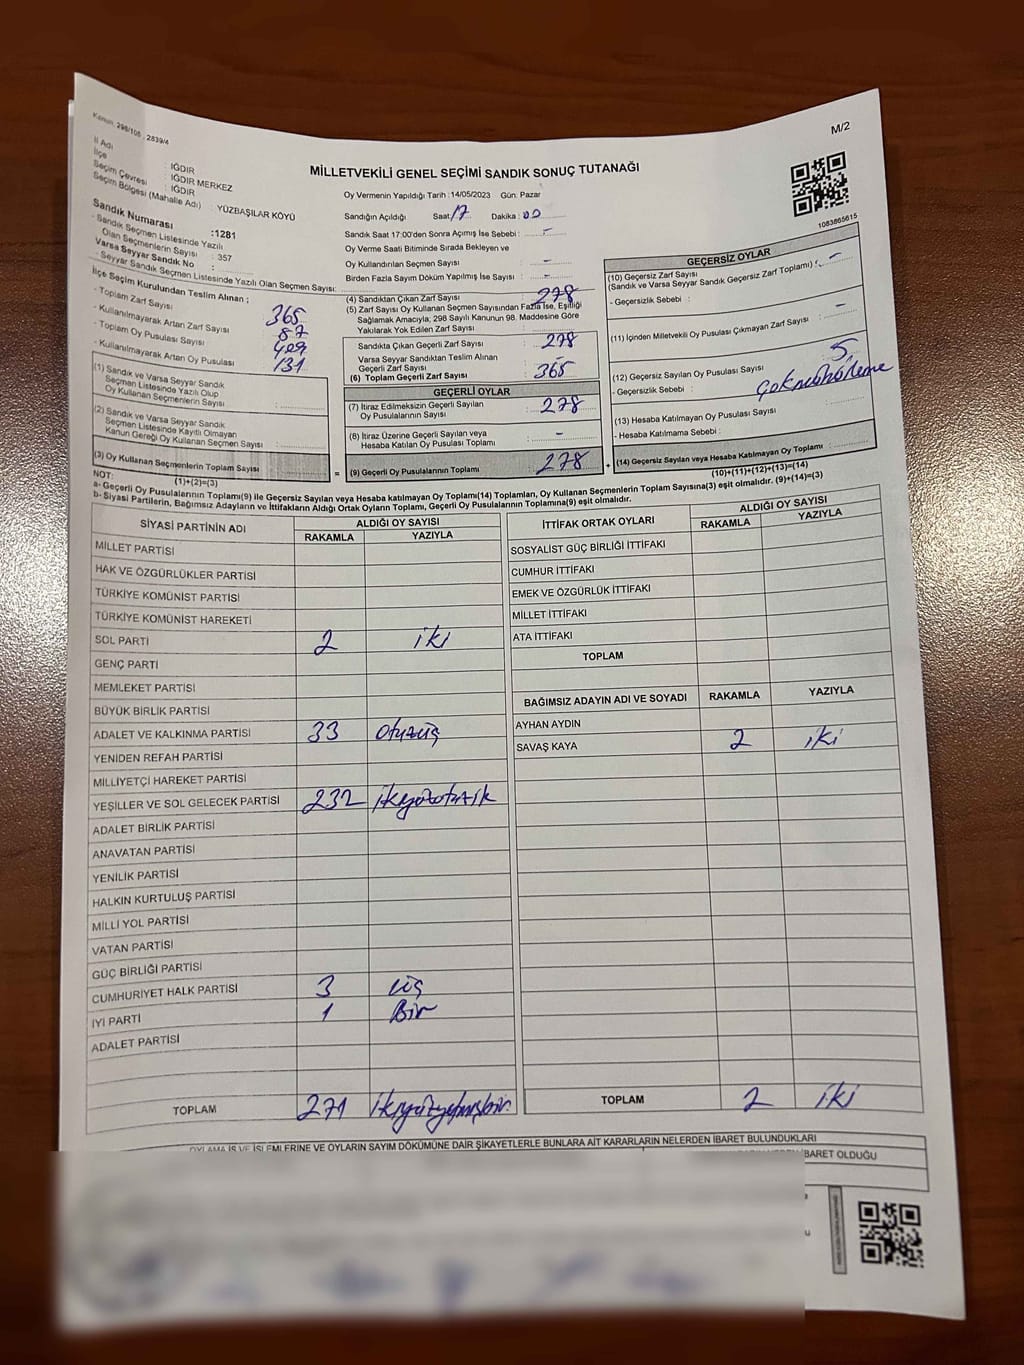 Kanun, 298/105 , 2839/4
M/2
İl Adı : IĞDIR
İlçe : IĞDIR MERKEZ
Seçim Çevresi : IĞDIR
Seçim Bölgesi (Mahalle Adı) : YÜZBAŞILAR KÖYÜ
Sandık Numarası :1281
- Sandık Seçmen Listesinde Yazılı
Olan Seçmenlerin Sayısı : 357
Varsa Seyyar Sandık No :
- Seyyar Sandık Seçmen Listesinde Yazılı Olan Seçmen Sayısı:
İlçe Seçim Kurulundan Teslim Alınan ;
- Toplam Zarf Sayısı 365
- Kullanılmayarak Artan Zarf Sayısı 87
- Toplam Oy Pusulası Sayısı 409
- Kullanılmayarak Artan Oy Pusulası 131
(1) Sandık ve Varsa Seyyar Sandık
Seçmen Listesinde Yazılı Olup
Oy Kullanan Seçmenlerin Sayısı :
(2) Sandık ve Varsa Seyyar Sandık
Seçmen Listesinde Kayıtlı Olmayan
Kanun Gereği Oy Kullanan Seçmen Sayısı :
(3) Oy Kullanan Seçmenlerin Toplam Sayısı
(1)+(2)=(3)
MİLLETVEKİLİ GENEL SEÇİMİ SANDIK SONUÇ TUTANAĞI
Oy Vermenin Yapıldığı Tarih :14/05/2023 Gün: Pazar
Sandığın Açıldığı Saat: 17 Dakika : 00
Sandık Saat 17:00'den Sonra Açımış İse Sebebi : -
Oy Verme Saati Bitiminde Sırada Bekleyen ve
Oy Kullandırılan Seçmen Sayısı : -
Birden Fazla Sayım Döküm Yapılmış İse Sayısı : -
(4) Sandıktan Çıkan Zarf Sayısı 278
(5) Zarf Sayısı Oy Kullanan Seçmen Sayısından Fazla İse, Eşitliği
Sağlamak Amacıyla; 298 Sayılı Kanunun 98. Maddesine Göre
Yakılarak Yok Edilen Zarf Sayısı :
Sandıkta Çıkan Geçerli Zarf Sayısı : 278
Varsa Seyyar Sandıktan Teslim Alınan
Geçerli Zarf Sayısı :
(6) Toplam Geçerli Zarf Sayısı 365
GEÇERLİ OYLAR
(7) İtiraz Edilmeksizin Geçerli Sayılan
Oy Pusulalarının Sayısı : 278
(8) İtiraz Üzerine Geçerli Sayılan veya
Hesaba Katılan Oy Pusulası Toplamı : -
= (9) Geçerli Oy Pusulalarının Toplamı 278
1083865615
GEÇERSİZ OYLAR
(10) Geçersiz Zarf Sayısı
(Sandık ve Varsa Seyyar Sandık Geçersiz Zarf Toplamı) : -
- Geçersizlik Sebebi :
(11) İçinden Milletvekili Oy Pusulası Çıkmayan Zarf Sayısı : -
(12) Geçersiz Sayılan Oy Pusulası Sayısı : 5
- Geçersizlik Sebebi :
(13) Hesaba Katılmayan Oy Pusulası Sayısı
- Hesaba Katılmama Sebebi :
+ (14) Geçersiz Sayılan veya Hesaba Katılmayan Oy Toplamı
(10)+(11)+(12)+(13)=(14)
NOT:
a- Geçerli Oy Pusulalarının Toplamı(9) ile Geçersiz Sayılan veya Hesaba katılmayan Oy Toplamı(14) Toplamları, Oy Kullanan Seçmenlerin Toplam Sayısına(3) eşit olmalıdır. (9)+(14)=(3)
b- Siyasi Partilerin, Bağımsız Adayların ve İttifakların Aldığı Ortak Oyların Toplamı, Geçerli Oy Pusulalarının Toplamına(9) eşit olmalıdır.
SİYASİ PARTİNİN ADI ALDIĞI OY SAYISI
RAKAMLA YAZIYLA
MİLLET PARTİSİ
HAK VE ÖZGÜRLÜKLER PARTİSİ
TÜRKİYE KOMÜNİST PARTİSİ
TÜRKİYE KOMÜNİST HAREKETİ
SOL PARTİ 2 iki
GENÇ PARTİ
MEMLEKET PARTİSİ
BÜYÜK BİRLİK PARTİSİ
ADALET VE KALKINMA PARTİSİ 33 otuzüç
YENİDEN REFAH PARTİSİ
MİLLİYETÇİ HAREKET PARTİSİ
YEŞİLLER VE SOL GELECEK PARTİSİ 232
ADALET BİRLİK PARTİSİ
ANAVATAN PARTİSİ
YENİLİK PARTİSİ
HALKIN KURTULUŞ PARTİSİ
MİLLİ YOL PARTİSİ
VATAN PARTİSİ
GÜÇ BİRLİĞİ PARTİSİ
CUMHURİYET HALK PARTİSİ 3 üç
İYİ PARTİ 1 Bir
ADALET PARTİSİ
TOPLAM 271 ikiyüzyetmişbir
İTTİFAK ORTAK OYLARI ALDIĞI OY SAYISI
RAKAMLA YAZIYLA
SOSYALİST GÜÇ BİRLİĞİ İTTİFAKI
CUMHUR İTTİFAKI
EMEK VE ÖZGÜRLÜK İTTİFAKI
MİLLET İTTİFAKI
ATA İTTİFAKI
TOPLAM
BAĞIMSIZ ADAYIN ADI VE SOYADI RAKAMLA YAZIYLA
AYHAN AYDIN
SAVAŞ KAYA 2 iki
TOPLAM 2 iki
OYLAMA İŞ VE İŞLEMLERİNE VE OYLARIN SAYIM DÖKÜMÜNE DAİR ŞİKAYETLERLE BUNLARA AİT KARARLARIN NELERDEN İBARET BULUNDUKLARI
İBARET OLDUĞU